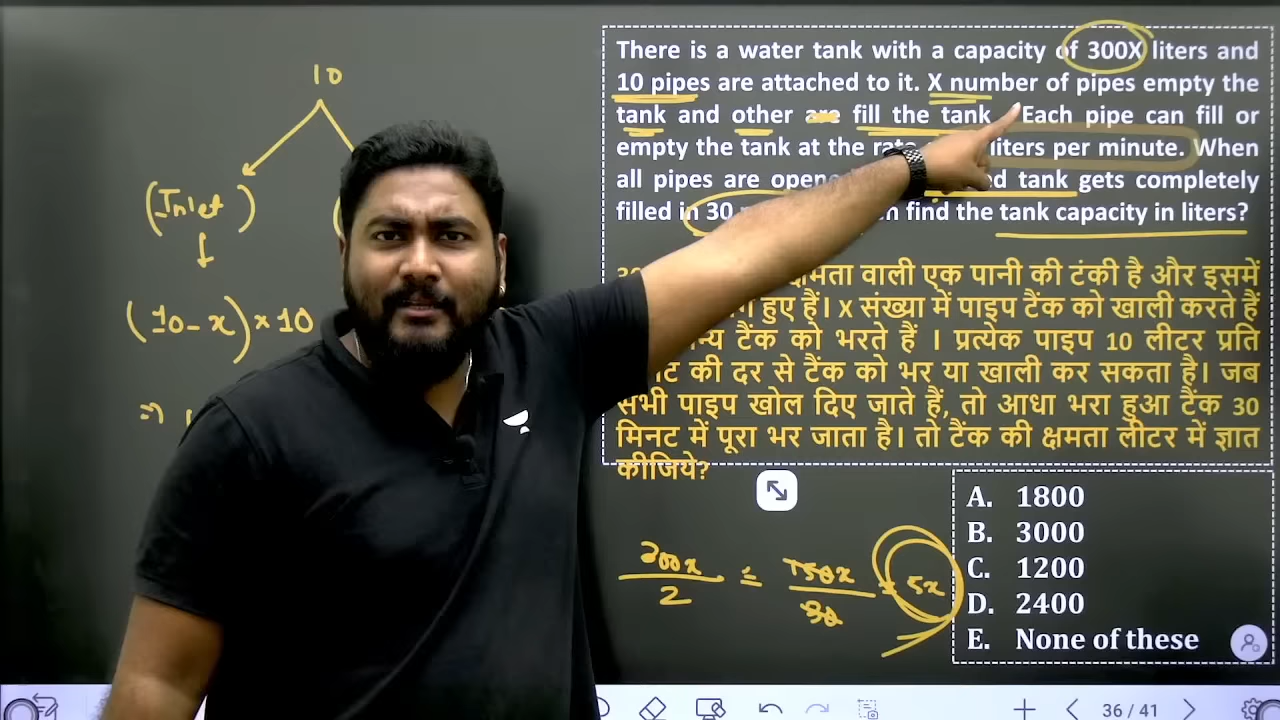 10
(Inlet)
(10-x) × 10
⇒
There is a water tank with a capacity of 300X liters and
10 pipes are attached to it. X number of pipes empty the
tank and other are fill the tank Each pipe can fill or
empty the tank at the rate liters per minute. When
all pipes are tank gets completely
filled in 30 find the tank capacity in liters?
क्षमता वाली एक पानी की टंकी है और इसमें
हुए हैं। X संख्या में पाइप टैंक को खाली करते हैं
टैंक को भरते हैं । प्रत्येक पाइप 10 लीटर प्रति
की दर से टैंक को भर या खाली कर सकता है। जब
सभी पाइप खोल दिए जाते हैं, तो आधा भरा हुआ टैंक 30
मिनट में पूरा भर जाता है। तो टैंक की क्षमता लीटर में ज्ञात
कीजिये?
300x/2 = 150x/30 = 5x
A. 1800
B. 3000
C. 1200
D. 2400
E. None of these
36 / 41